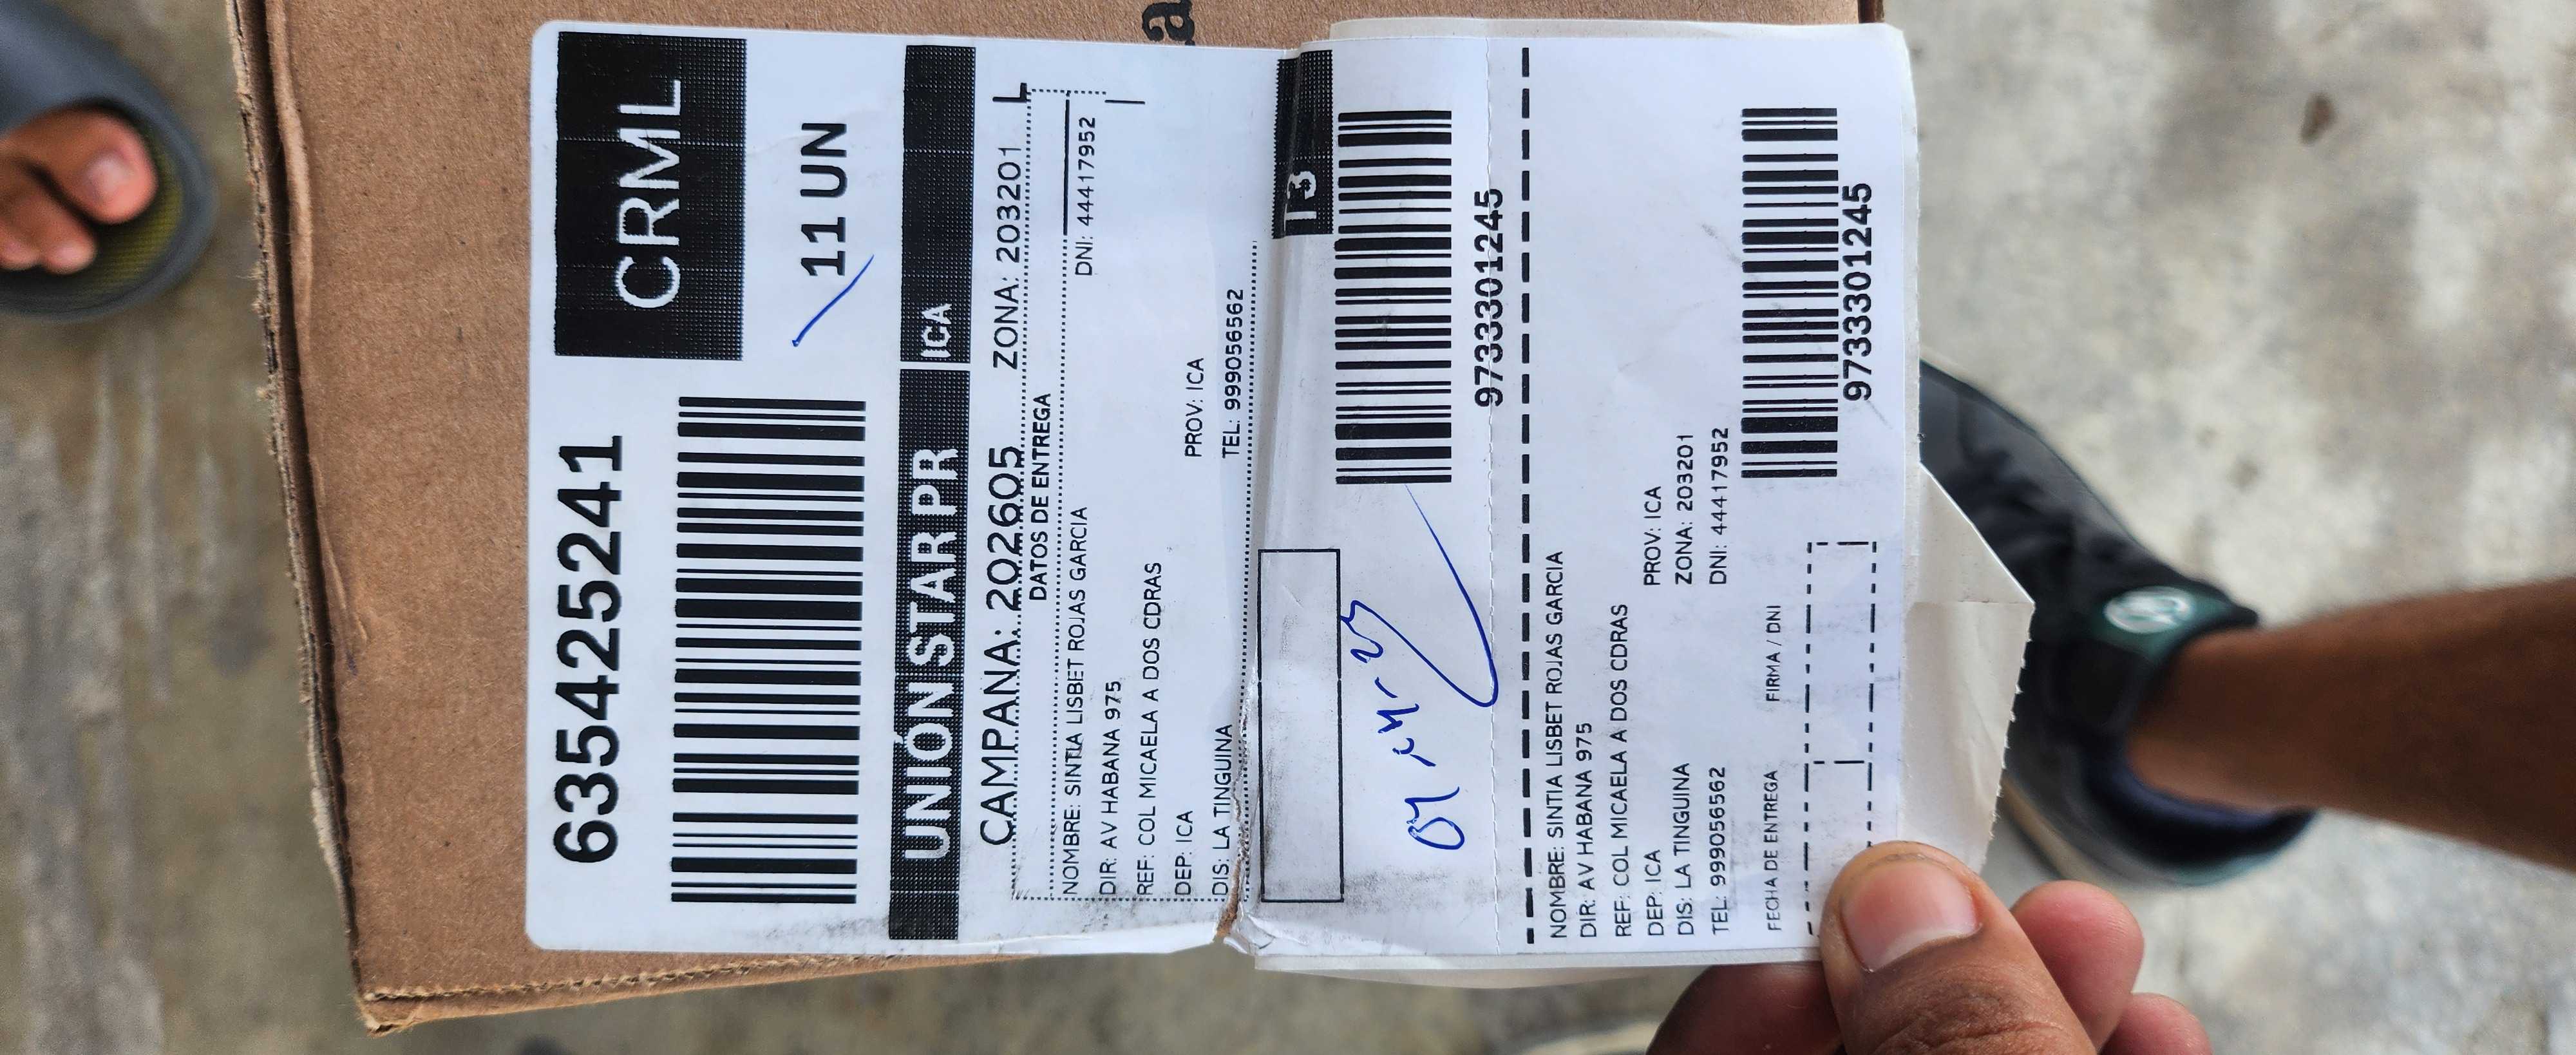 a
6354425241
CRML
11 UN
UNIÓN STAR PR
ICA
CAMPAÑA: 202605 ZONA: 203201 L
DATOS DE ENTREGA
NOMBRE: SINTIA LISBET ROJAS GARCIA
DIR: AV HABANA 975 DNI: 44417952
REF: COL MICAELA A DOS CDRAS
DEP: ICA PROV: ICA
DIS: LA TINGUINA TEL: 999056562
T3
9733301245
NOMBRE: SINTIA LISBET ROJAS GARCIA
DIR: AV HABANA 975
REF: COL MICAELA A DOS CDRAS
DEP: ICA PROV: ICA
DIS: LA TINGUINA ZONA: 203201
TEL: 999056562 DNI: 44417952
FECHA DE ENTREGA FIRMA / DNI
9733301245